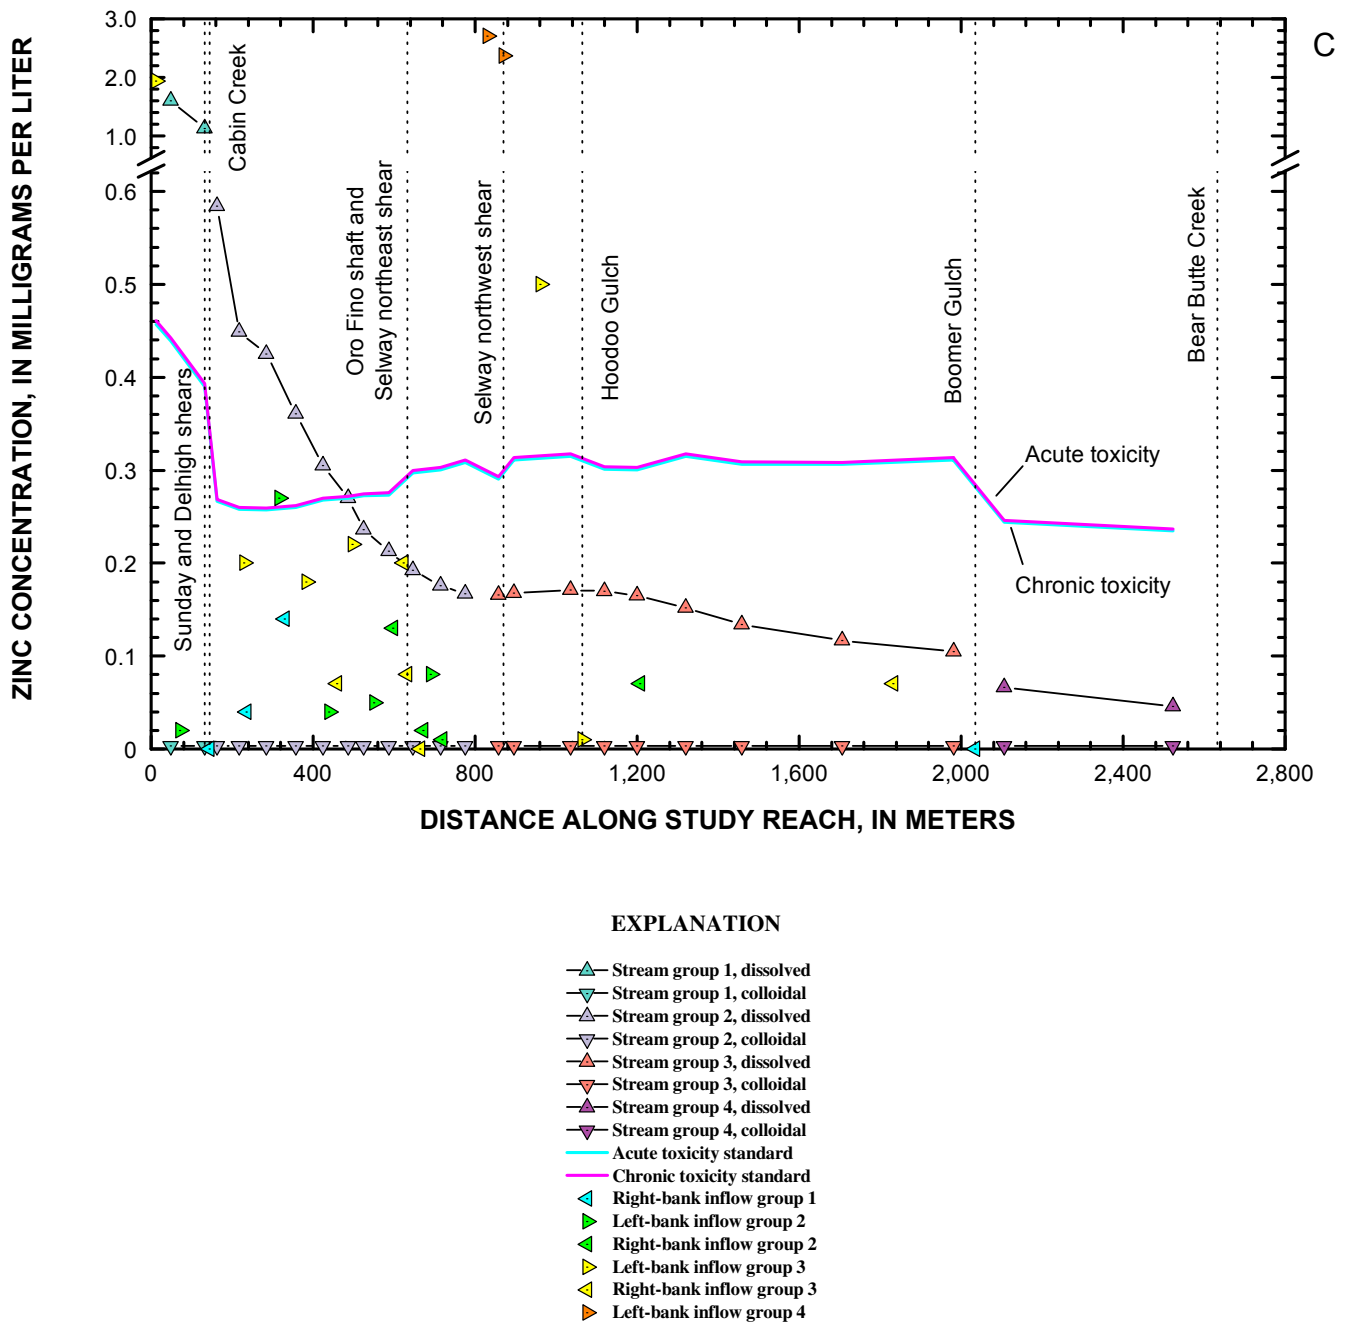 C
ZINC CONCENTRATION, IN MILLIGRAMS PER LITER
3.0
2.0
1.0
0.6
0.5
0.4
0.3
0.2
0.1
0
Sunday and Delhigh shears
Cabin Creek
Oro Fino shaft and
Selway northeast shear
Selway northwest shear
Hoodoo Gulch
Boomer Gulch
Bear Butte Creek
Acute toxicity
Chronic toxicity
0 400 800 1,200 1,600 2,000 2,400 2,800
DISTANCE ALONG STUDY REACH, IN METERS
EXPLANATION
Stream group 1, dissolved
Stream group 1, colloidal
Stream group 2, dissolved
Stream group 2, colloidal
Stream group 3, dissolved
Stream group 3, colloidal
Stream group 4, dissolved
Stream group 4, colloidal
Acute toxicity standard
Chronic toxicity standard
Right-bank inflow group 1
Left-bank inflow group 2
Right-bank inflow group 2
Left-bank inflow group 3
Right-bank inflow group 3
Left-bank inflow group 4